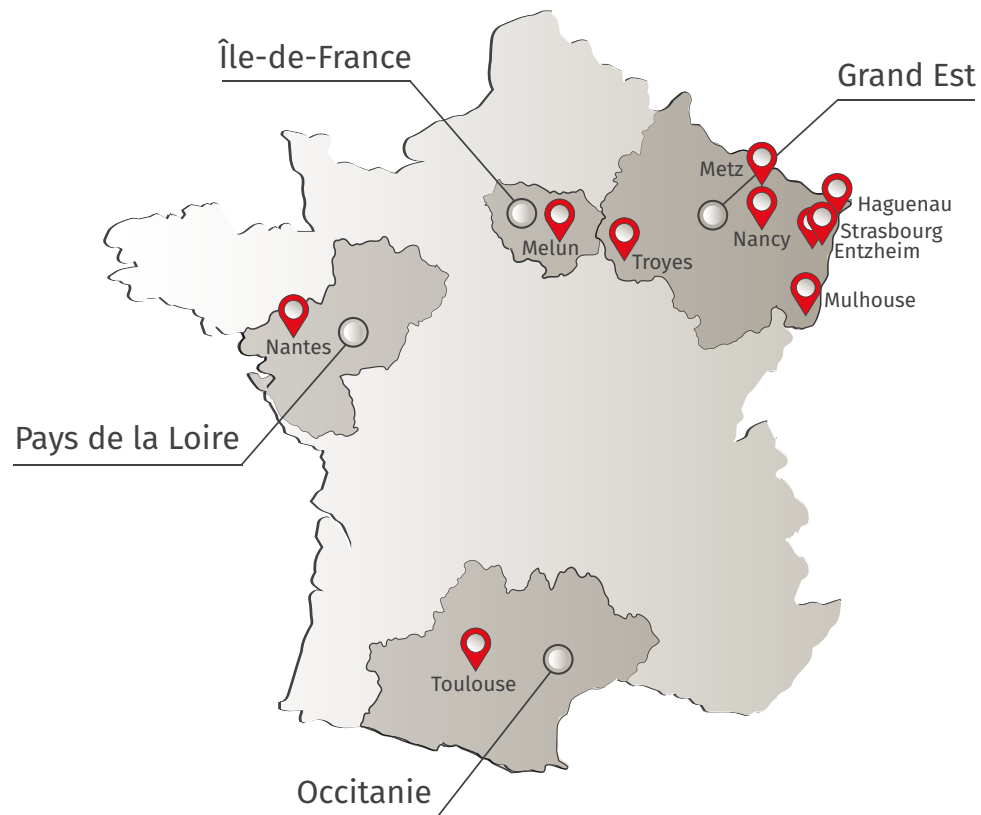 Île-de-France
Grand Est
Metz
Haguenau
Strasbourg
Nancy
Entzheim
Melun
Troyes
Mulhouse
Nantes
Pays de la Loire
Toulouse
Occitanie